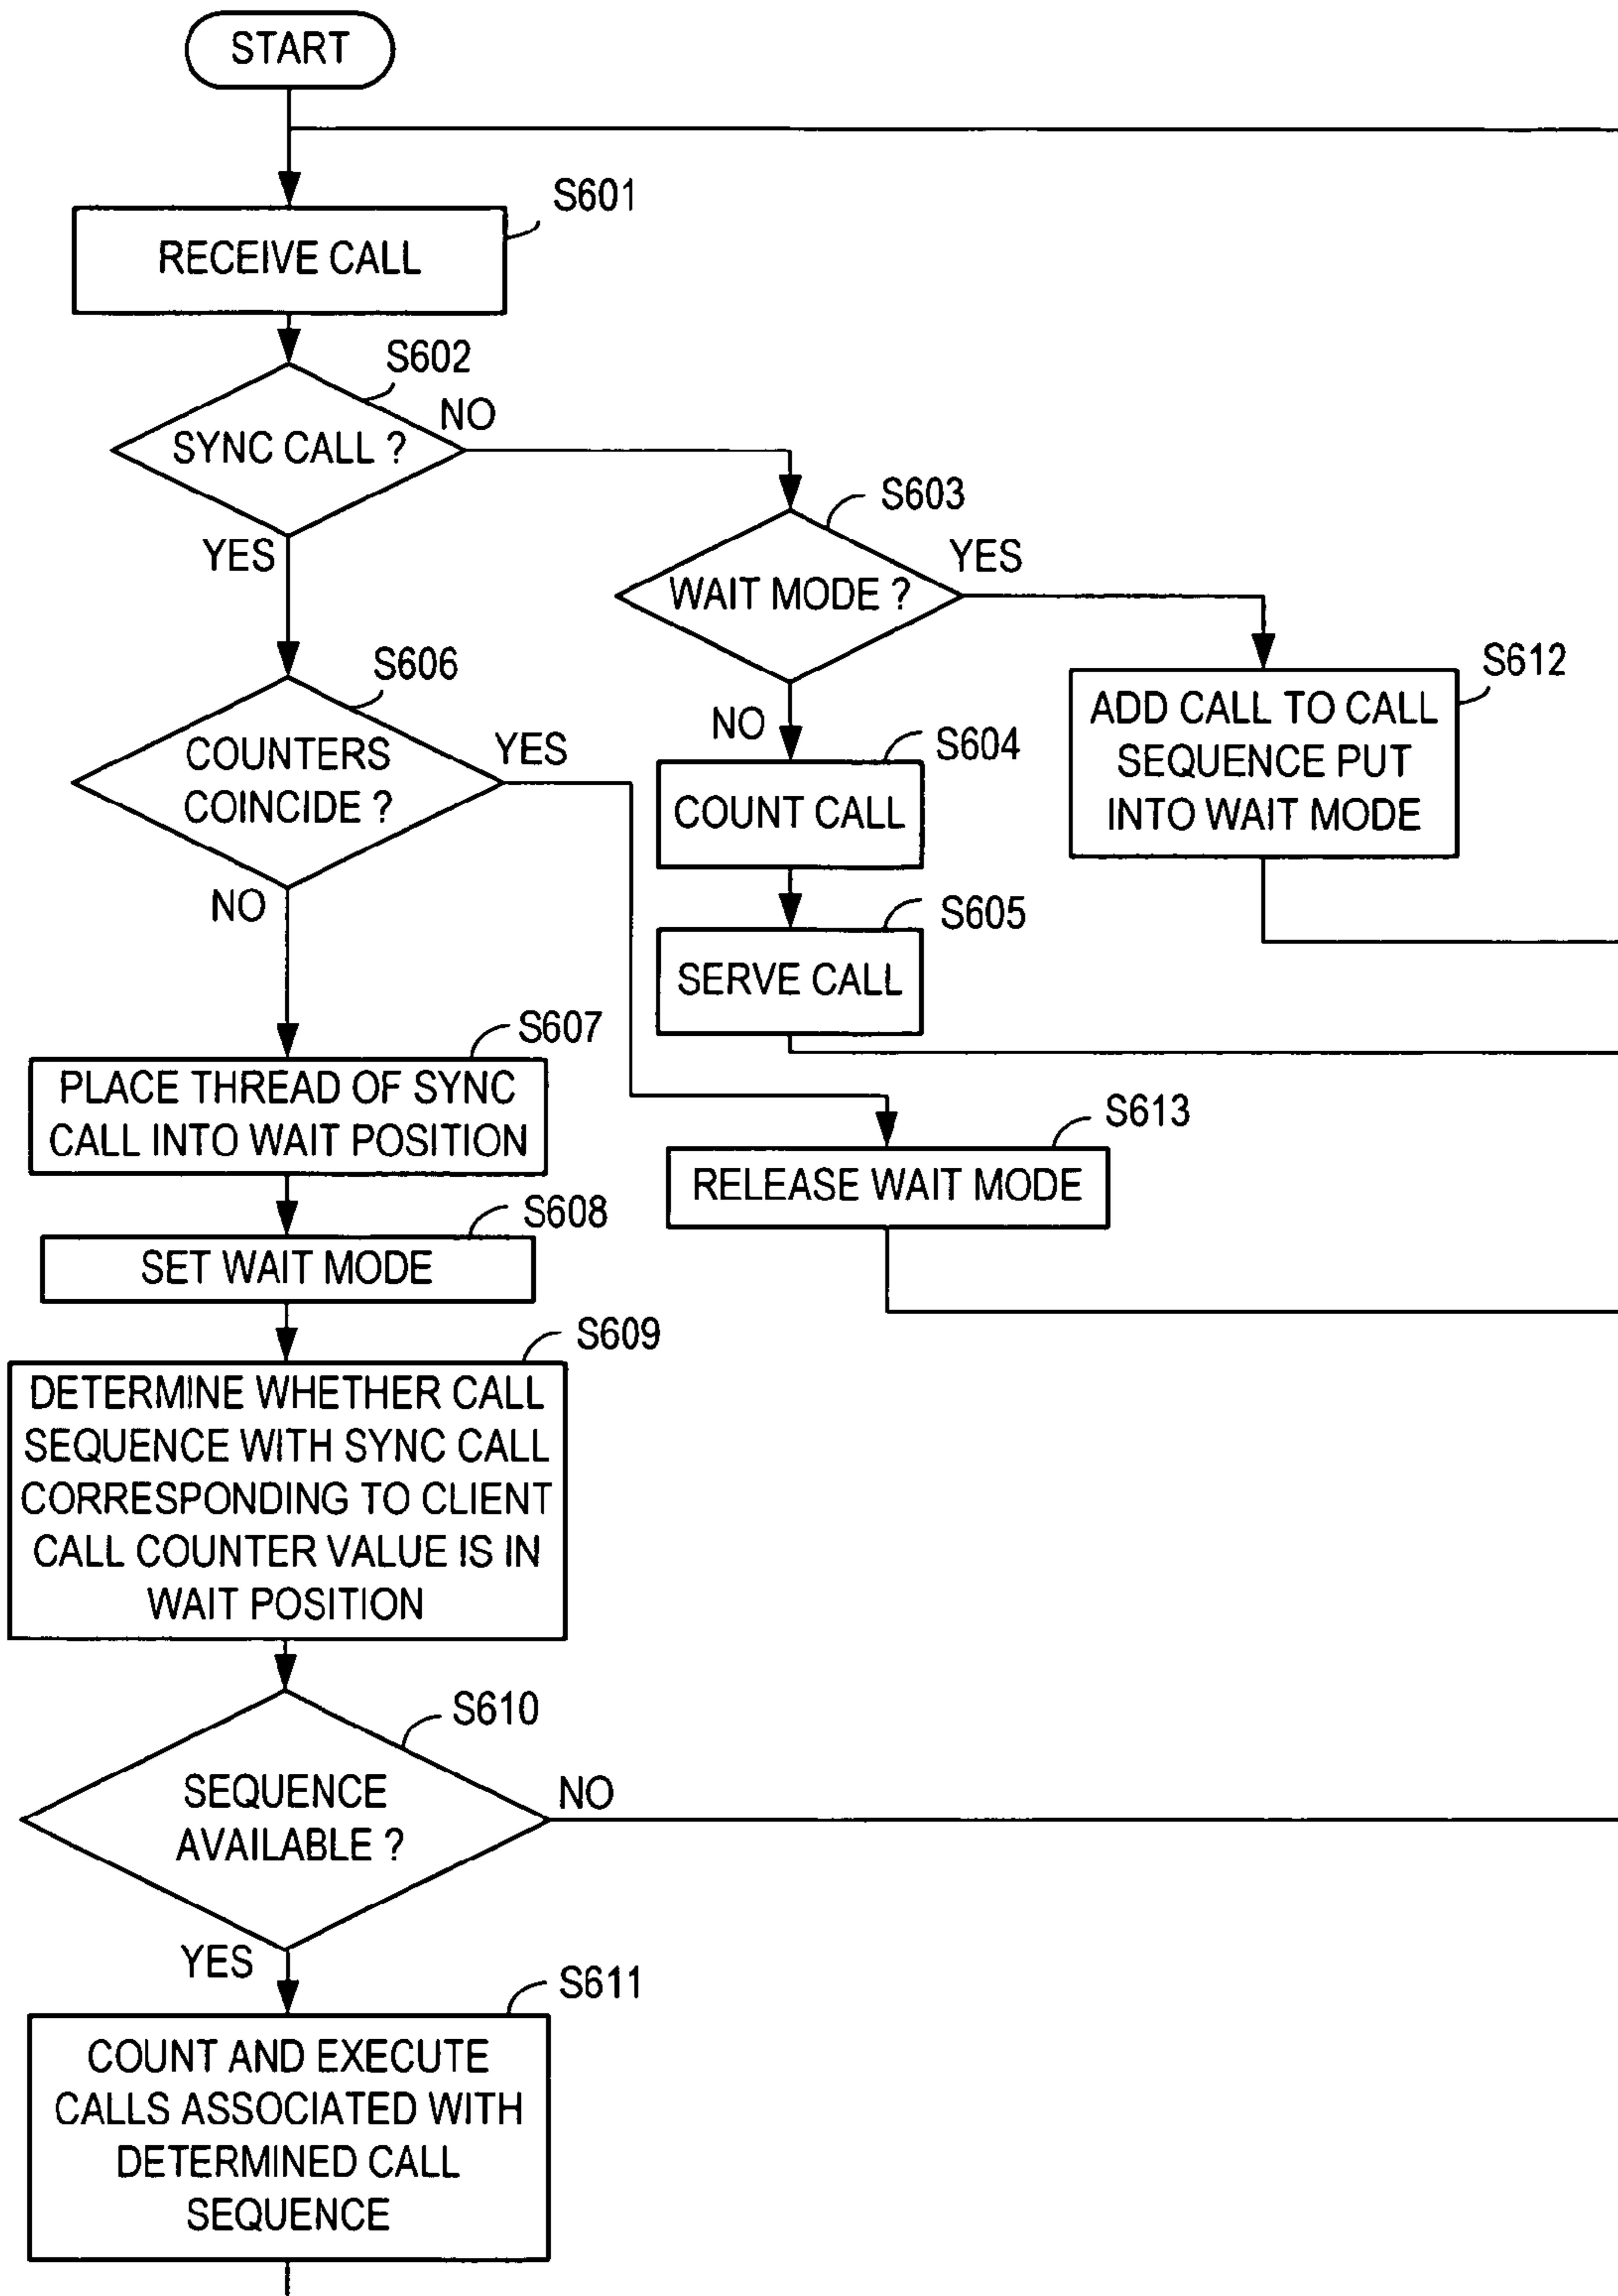 START
S601
RECEIVE CALL
S602
SYNC CALL ?
NO
YES
S603
WAIT MODE ?
YES
NO
S612
ADD CALL TO CALL
SEQUENCE PUT
INTO WAIT MODE
S606
COUNTERS
COINCIDE ?
YES
NO
S604
COUNT CALL
S605
SERVE CALL
S607
PLACE THREAD OF SYNC
CALL INTO WAIT POSITION
S613
RELEASE WAIT MODE
S608
SET WAIT MODE
S609
DETERMINE WHETHER CALL
SEQUENCE WITH SYNC CALL
CORRESPONDING TO CLIENT
CALL COUNTER VALUE IS IN
WAIT POSITION
S610
SEQUENCE
AVAILABLE ?
NO
YES
S611
COUNT AND EXECUTE
CALLS ASSOCIATED WITH
DETERMINED CALL
SEQUENCE